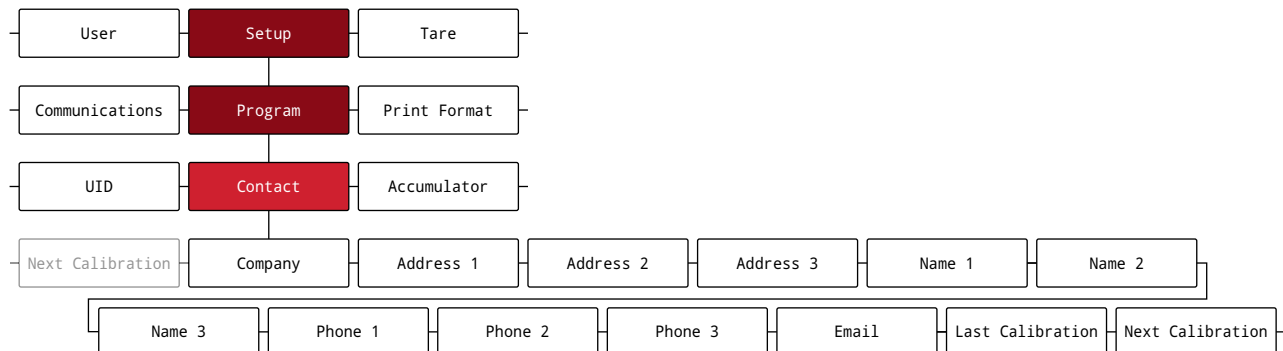 User Setup Tare
Communications Program Print Format
UID Contact Accumulator
Next Calibration Company Address 1 Address 2 Address 3 Name 1 Name 2
Name 3 Phone 1 Phone 2 Phone 3 Email Last Calibration Next Calibration